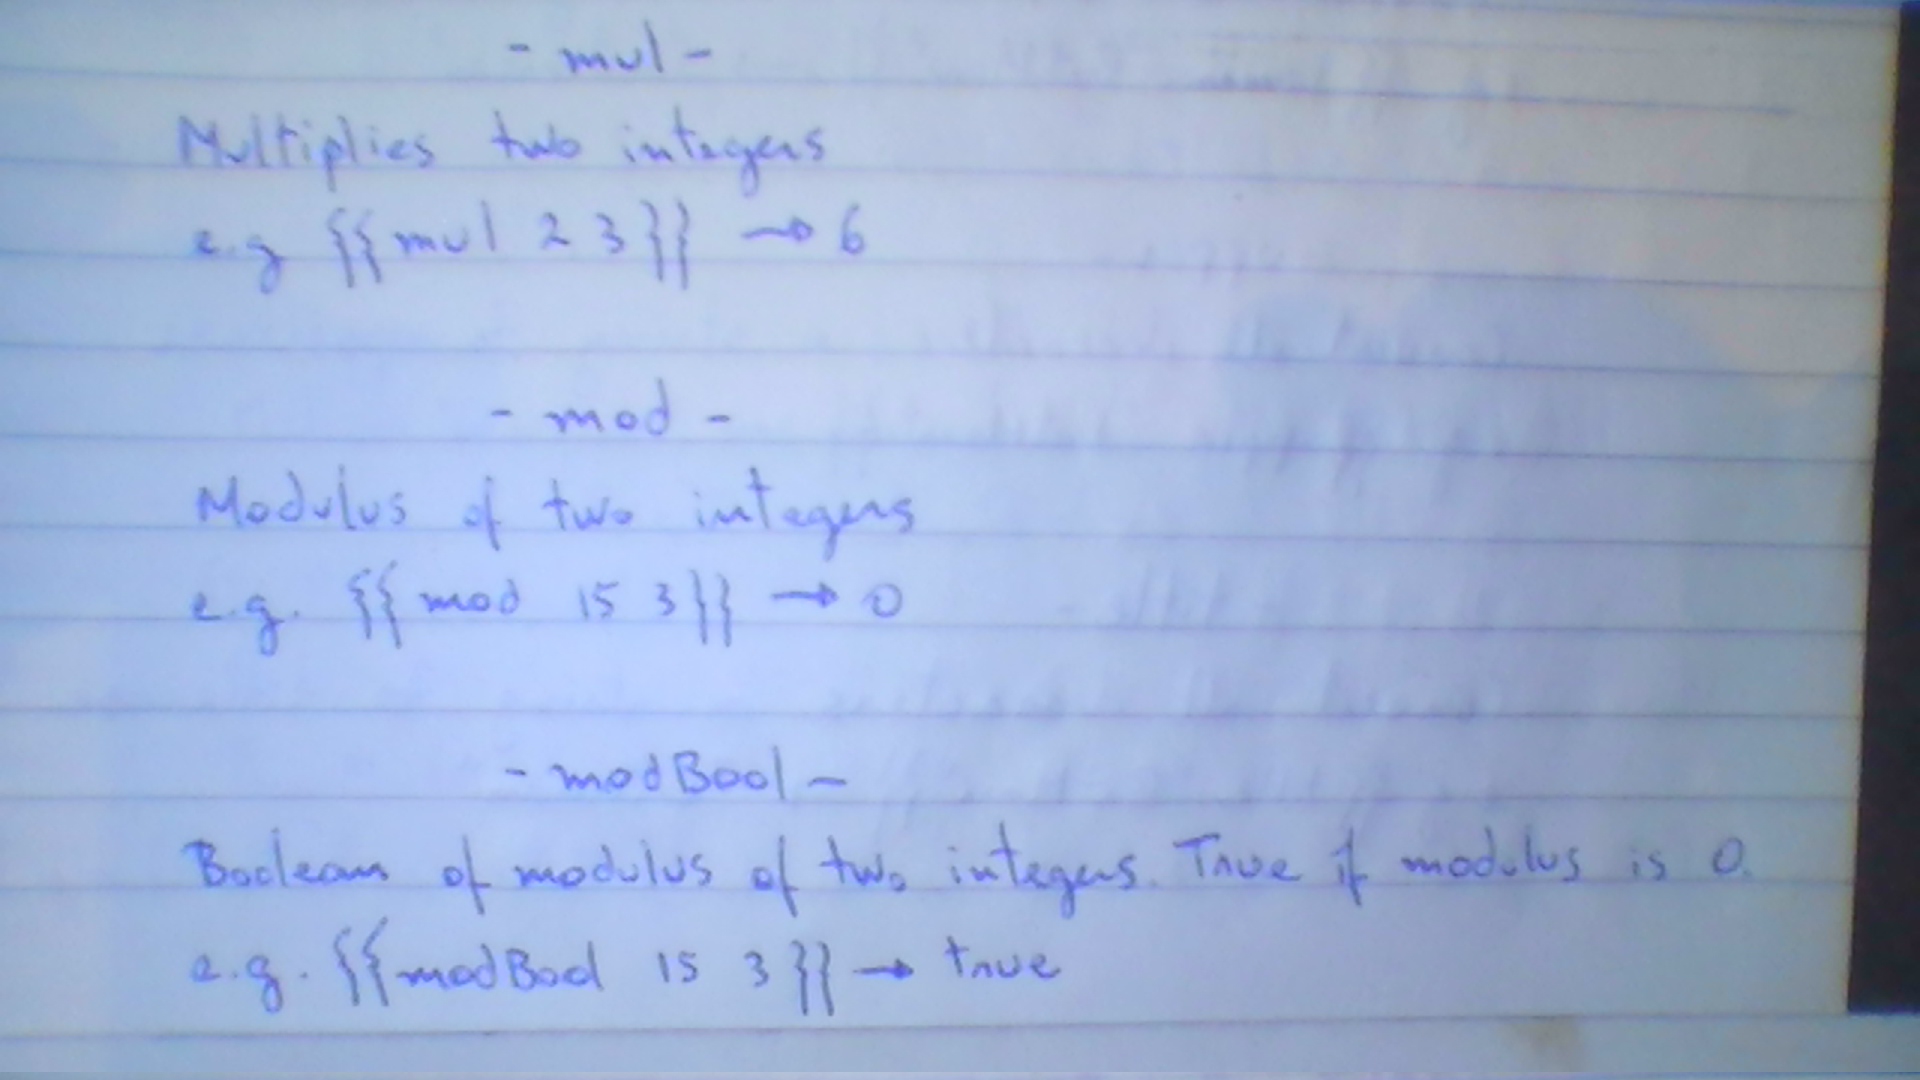 - mul -
Multiplies two integers
e.g {{mul 2 3}} → 6
- mod -
Modulus of two integers
e.g. {{mod 15 3}} → 0
- modBool -
Boolean of modulus of two integers. True if modulus is 0.
e.g. {{modBool 15 3}} → true